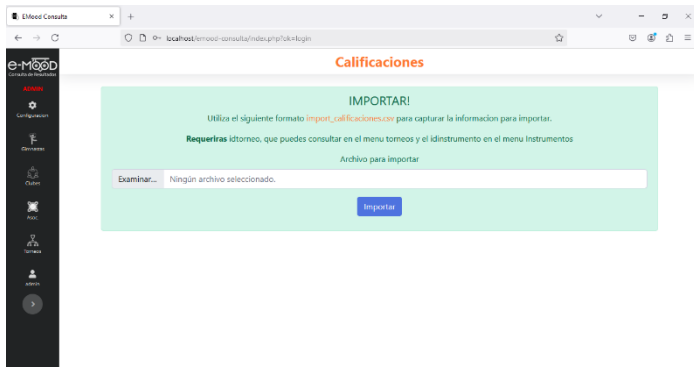 EMood Consulta
localhost/emood-consulta/index.php?ok=login
e-MOOD
Consulta de Resultados
ADMIN
Configuracion
Gimnastas
Clubes
Asoc
Torneos
admin
Calificaciones
IMPORTAR!
Utiliza el siguiente formato import_calificaciones.csv para capturar la informacion para importar.
Requeriras idtorneo, que puedes consultar en el menu torneos y el idinstrumento en el menu Instrumentos
Archivo para importar
Examinar... Ningún archivo seleccionado.
Importar